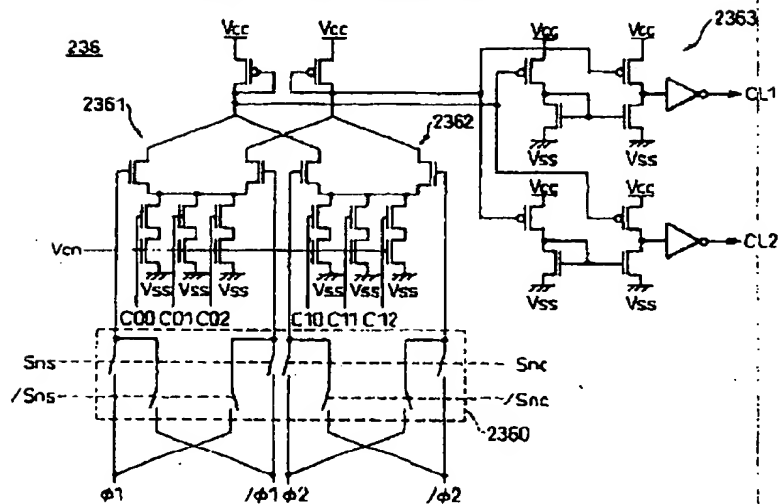 236
Vcc Vcc Vcc Vcc 2363
CL1
2361 2362
Vss Vss
Vcc Vcc
CL2
Vcn
Vss Vss Vss Vss Vss Vss
Vss Vss
C00 C01 C02 C10 C11 C12
Sns Snc
/Sns /Snc
2360
φ1 /φ1 φ2 /φ2